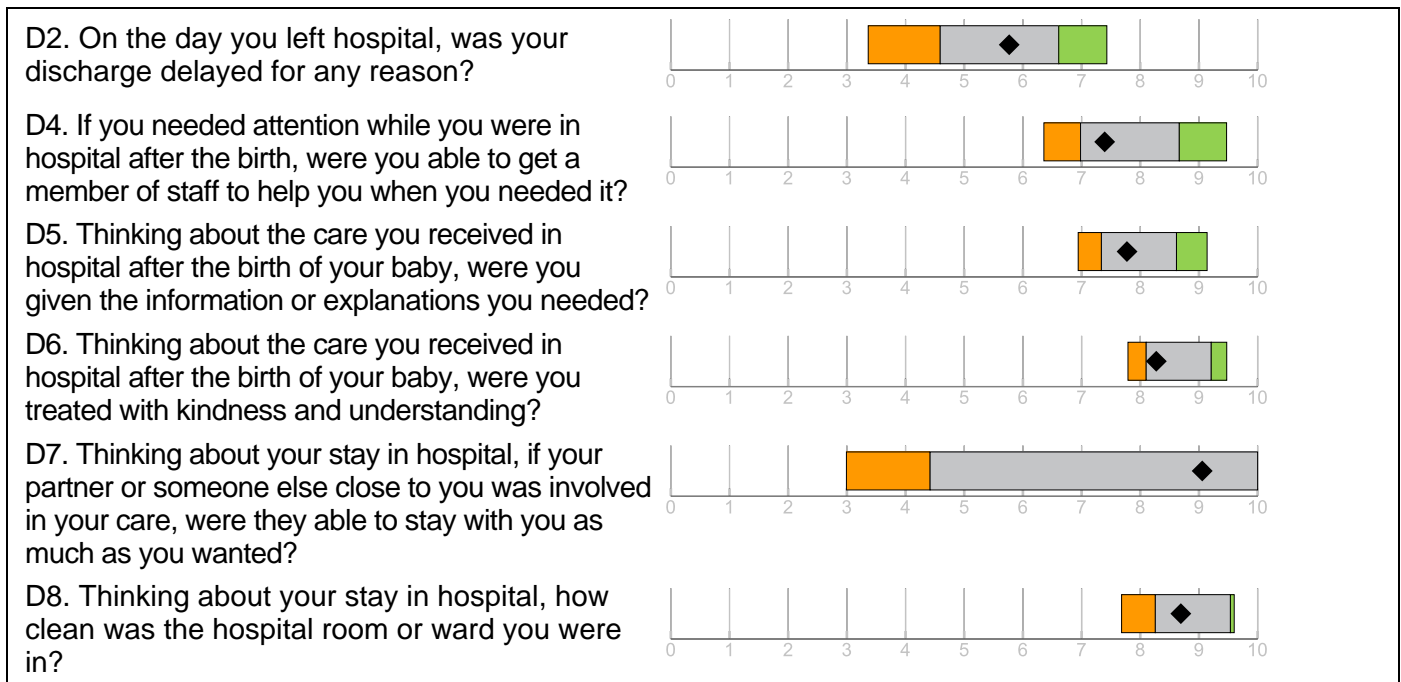 D2. On the day you left hospital, was your
discharge delayed for any reason?
0 1 2 3 4 5 6 7 8 9 10
D4. If you needed attention while you were in
hospital after the birth, were you able to get a
member of staff to help you when you needed it?
0 1 2 3 4 5 6 7 8 9 10
D5. Thinking about the care you received in
hospital after the birth of your baby, were you
given the information or explanations you needed?
0 1 2 3 4 5 6 7 8 9 10
D6. Thinking about the care you received in
hospital after the birth of your baby, were you
treated with kindness and understanding?
0 1 2 3 4 5 6 7 8 9 10
D7. Thinking about your stay in hospital, if your
partner or someone else close to you was involved
in your care, were they able to stay with you as
much as you wanted?
0 1 2 3 4 5 6 7 8 9 10
D8. Thinking about your stay in hospital, how
clean was the hospital room or ward you were
in?
0 1 2 3 4 5 6 7 8 9 10